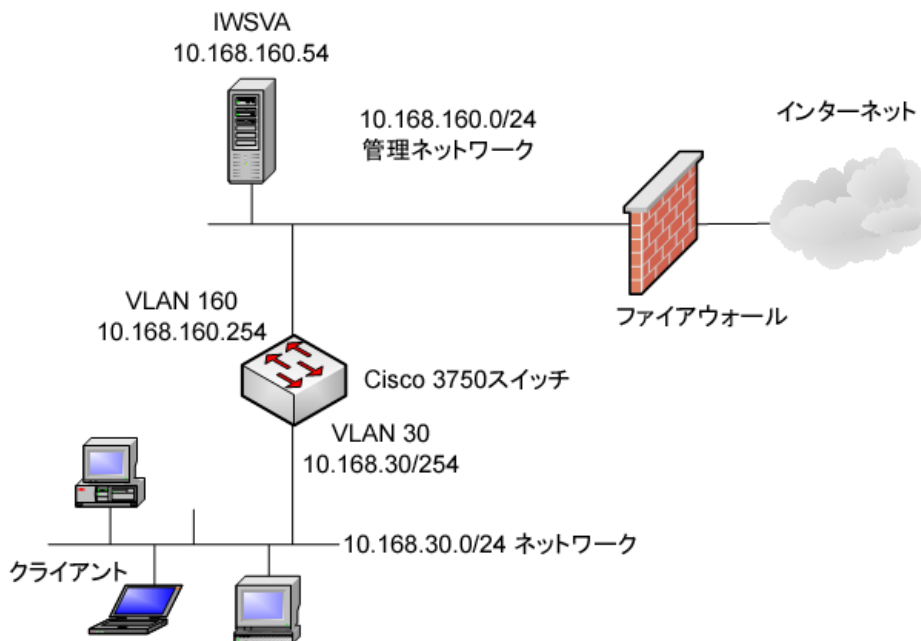 IWSVA
10.168.160.54
10.168.160.0/24
管理ネットワーク
インターネット
VLAN 160
10.168.160.254
ファイアウォール
Cisco 3750スイッチ
VLAN 30
10.168.30/254
10.168.30.0/24 ネットワーク
クライアント